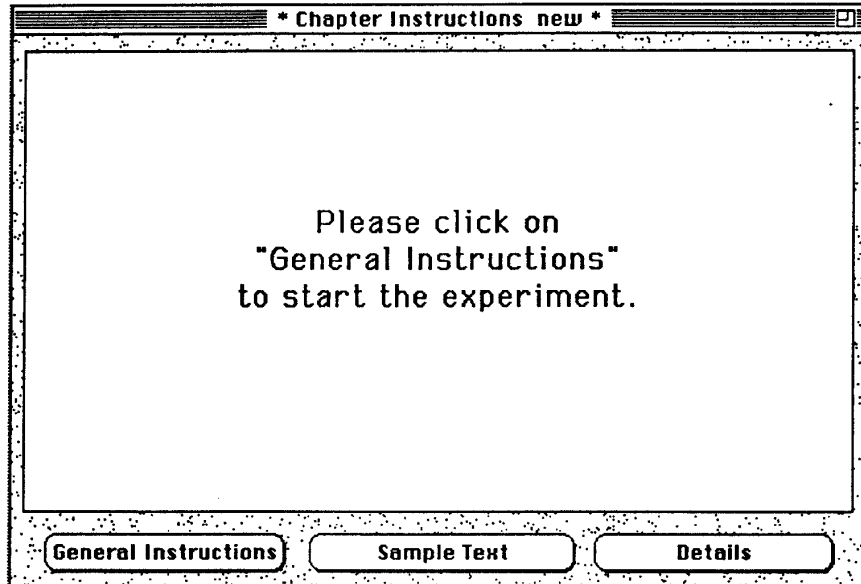 * Chapter Instructions new *
Please click on
"General Instructions"
to start the experiment.
General Instructions
Sample Text
Details